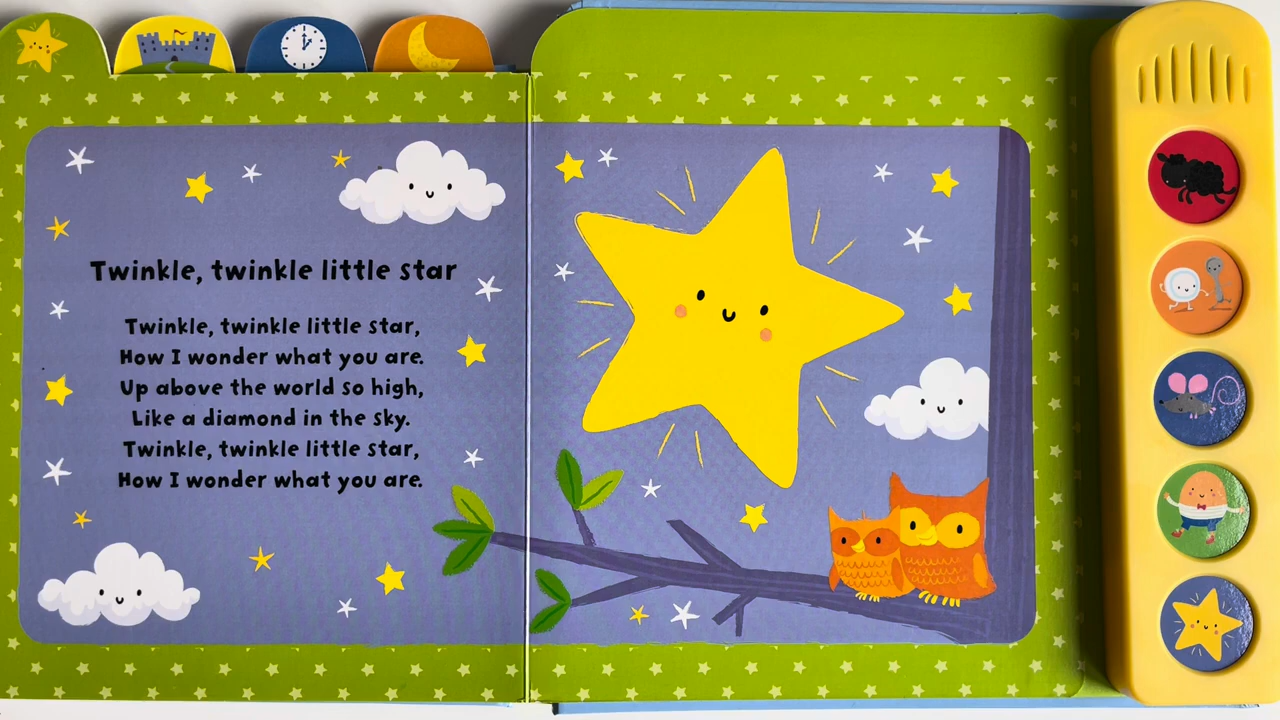 Twinkle, twinkle little star
Twinkle, twinkle little star,
How I wonder what you are.
Up above the world so high,
Like a diamond in the sky.
Twinkle, twinkle little star,
How I wonder what you are.